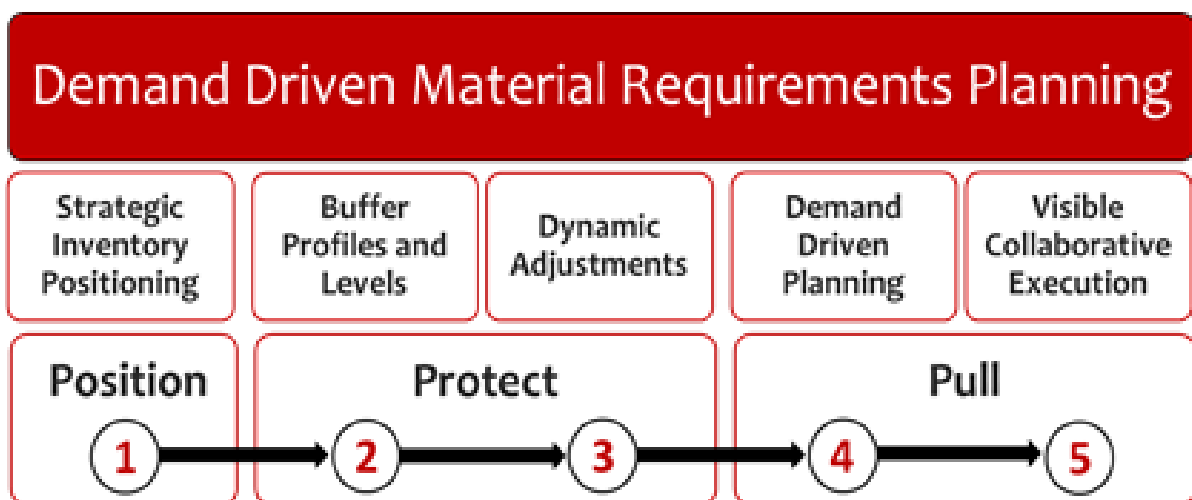 Demand Driven Material Requirements Planning
Strategic
Inventory
Positioning
Buffer
Profiles and
Levels
Dynamic
Adjustments
Demand
Driven
Planning
Visible
Collaborative
Execution
Position
Protect
Pull
1
2
3
4
5